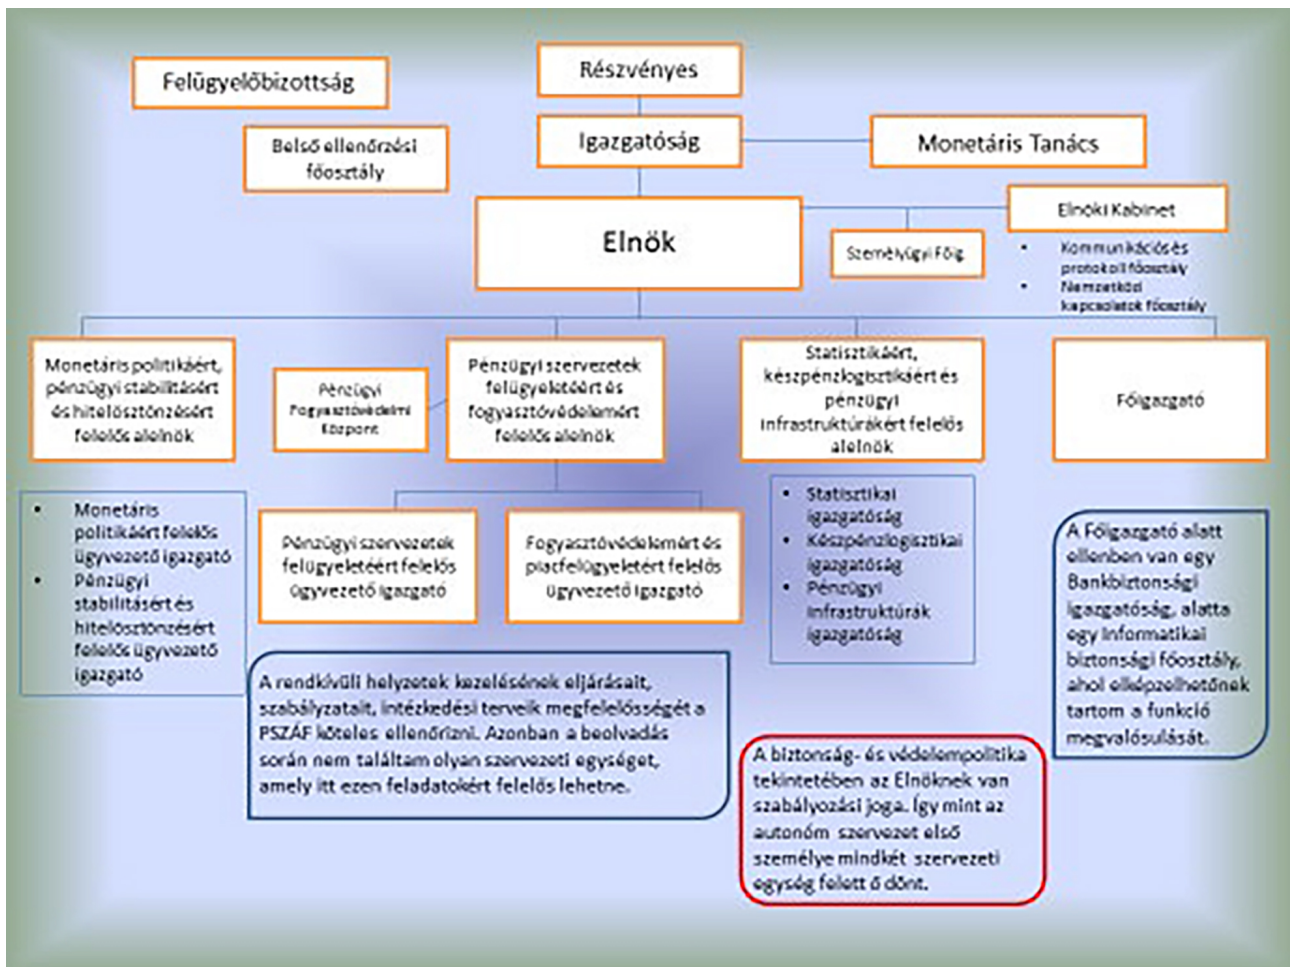 Felügyelőbizottság
Részvényes
Belső ellenőrzési
főosztály
Igazgatóság
Monetáris Tanács
Elnök
Elnöki Kabinet
Személyügyi Főig.
• Kommunikációs és
protokoll főosztály
• Nemzetközi
kapcsolatok főosztály
Monetáris politikáért,
pénzügyi stabilitásért
és hitelösztönzésért
felelős alelnök
Pénzügyi
Fogyasztóvédelmi
Központ
Pénzügyi szervezetek
felügyeletéért és
fogyasztóvédelemért
felelős alelnök
Statisztikáért,
készpénzlogisztikáért és
pénzügyi
infrastruktúrákért felelős
alelnök
Főigazgató
• Monetáris
politikáért felelős
ügyvezető igazgató
• Pénzügyi
stabilitásért és
hitelösztönzésért
felelős ügyvezető
igazgató
Pénzügyi szervezetek
felügyeletéért felelős
ügyvezető igazgató
Fogyasztóvédelemért és
piacfelügyeletért felelős
ügyvezető igazgató
• Statisztikai
igazgatóság
• Készpénzlogisztikai
igazgatóság
• Pénzügyi
infrastruktúrák
igazgatóság
A Főigazgató alatt
ellenben van egy
Bankbiztonsági
igazgatóság, alatta
egy Informatikai
biztonsági főosztály,
ahol elképzelhetőnek
tartom a funkció
megvalósulását.
A rendkívüli helyzetek kezelésének eljárásait,
szabályzatait, intézkedési terveik megfelelősségét a
PSZÁF köteles ellenőrizni. Azonban a beolvadás
során nem találtam olyan szervezeti egységet,
amely itt ezen feladatokért felelős lehetne.
A biztonság- és védelempolitika
tekintetében az Elnöknek van
szabályozási joga. Így mint az
autonóm szervezet első
személye mindkét szervezeti
egység felett ő dönt.